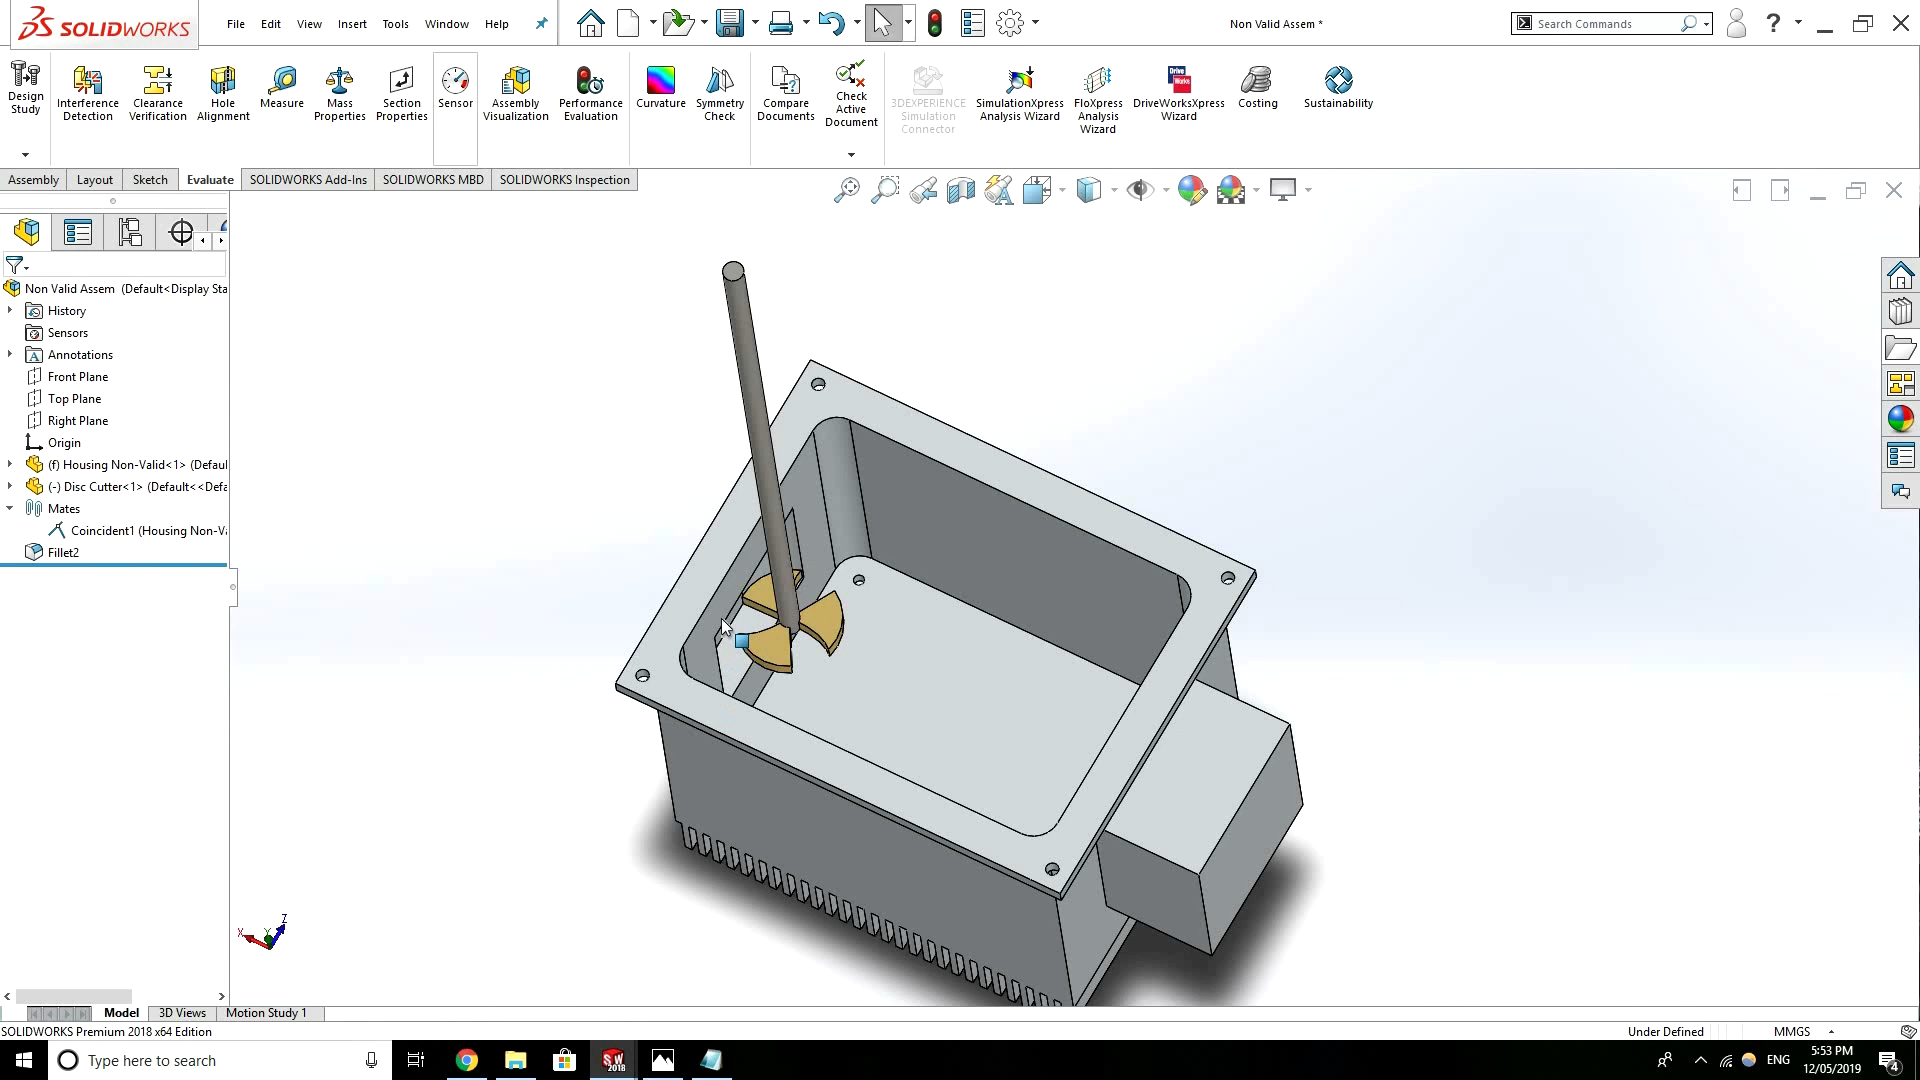 SOLIDWORKS
File Edit View Insert Tools Window Help
Non Valid Assem *
Search Commands
?
Design Study
Interference Detection
Clearance Verification
Hole Alignment
Measure
Mass Properties
Section Properties
Sensor
Assembly Visualization
Performance Evaluation
Curvature
Symmetry Check
Compare Documents
Check Active Document
3DEXPERIENCE Simulation Connector
SimulationXpress Analysis Wizard
FloXpress Analysis Wizard
DriveWorksXpress Wizard
Costing
Sustainability
Assembly Layout Sketch Evaluate SOLIDWORKS Add-Ins SOLIDWORKS MBD SOLIDWORKS Inspection
Non Valid Assem (Default<Display Sta
History
Sensors
Annotations
Front Plane
Top Plane
Right Plane
Origin
(f) Housing Non-Valid<1> (Defaul
(-) Disc Cutter<1> (Default<<Defa
Mates
Coincident1 (Housing Non-Va
Fillet2
Z
X Y
Model 3D Views Motion Study 1
SOLIDWORKS Premium 2018 x64 Edition
Under Defined
MMGS
Type here to search
ENG
5:53 PM
12/05/2019
4